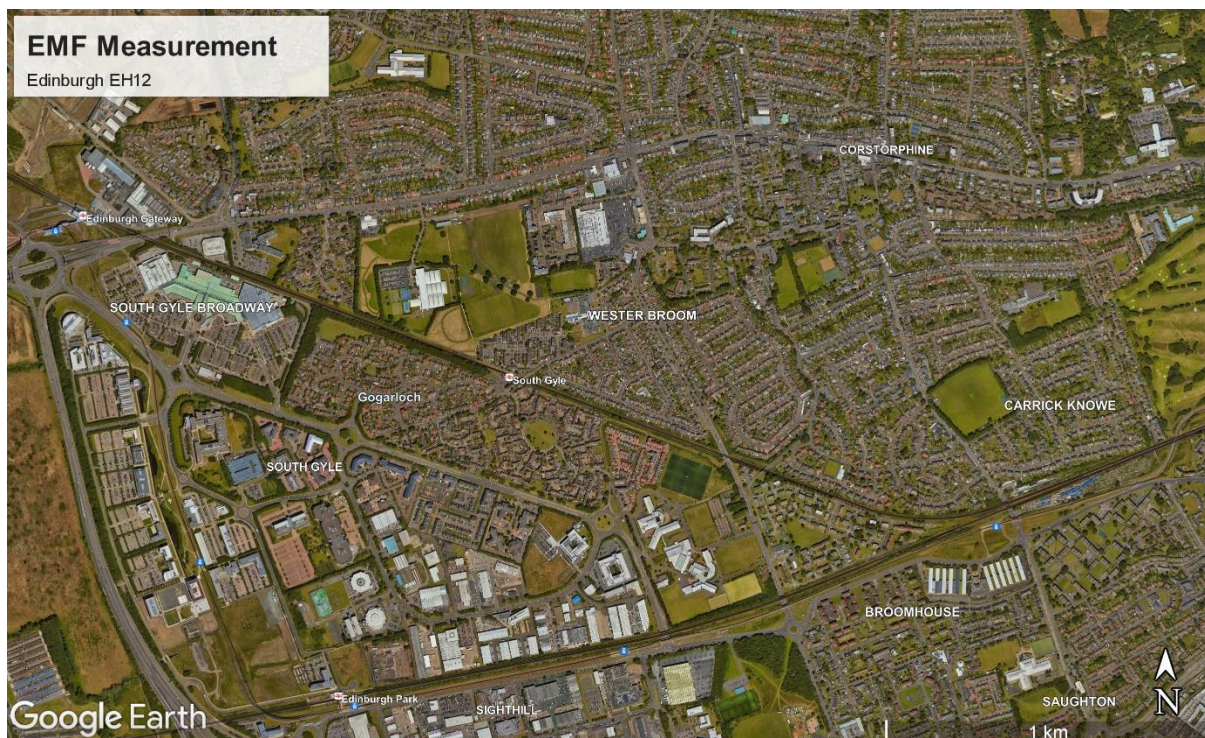 EMF Measurement
Edinburgh EH12
CORSTORPHINE
Edinburgh Gateway
SOUTH GYLE BROADWAY
WESTER BROOM
South Gyle
Gogarloch
CARRICK KNOWE
SOUTH GYLE
BROOMHOUSE
Edinburgh Park
SIGHTHILL
SAUGHTON
N
Google Earth
1 km